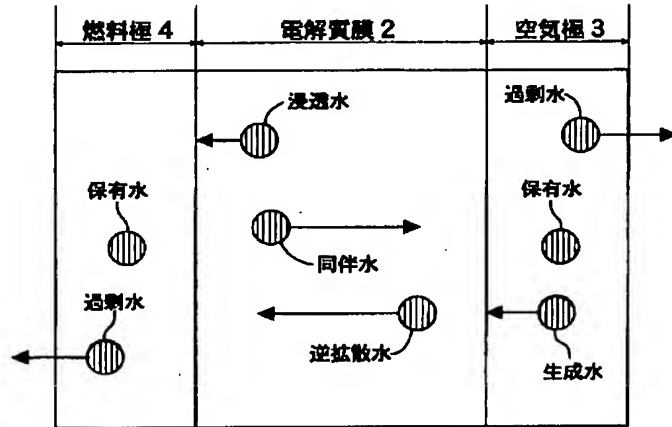 燃料極4
電解質膜2
空気極3
浸透水
過剰水
保有水
保有水
同伴水
過剰水
逆拡散水
生成水